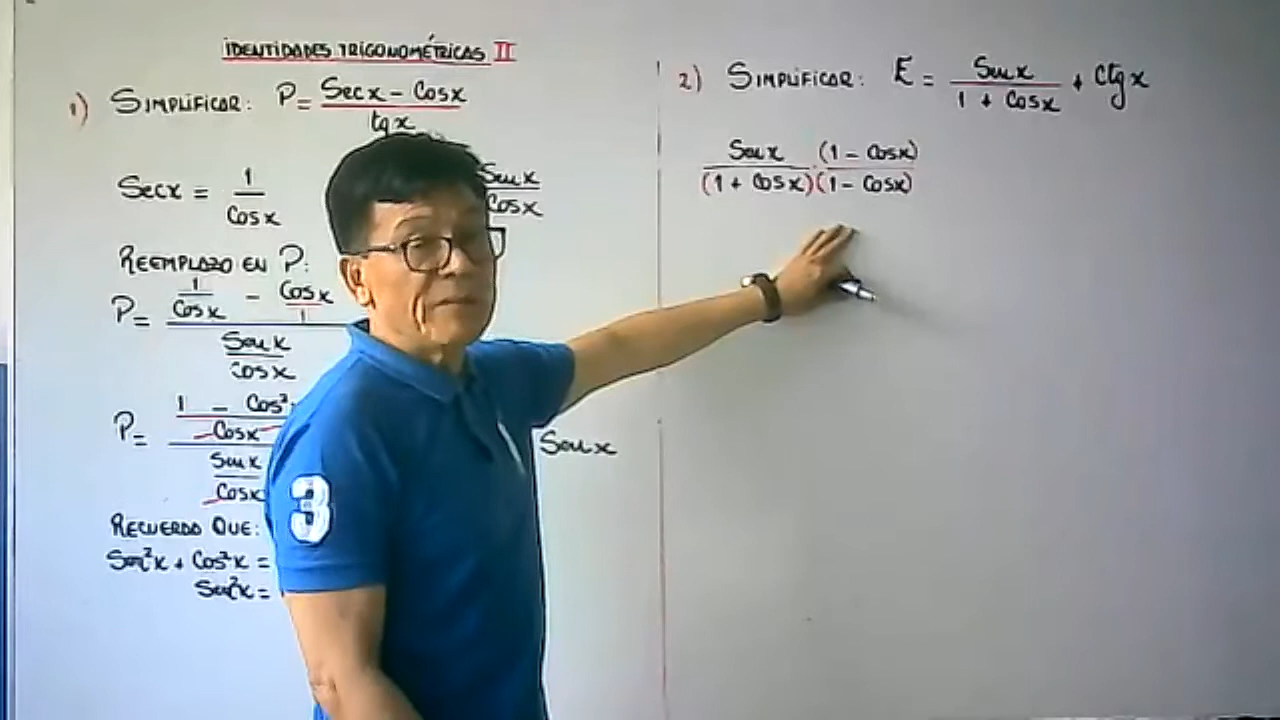 IDENTIDADES TRIGONOMÉTRICAS II
1) SIMPLIFICAR: P = (Secx - Cosx) / tgx
Secx = 1 / Cosx
Senx / Cosx
REEMPLAZO EN P:
P = (1/Cosx - Cosx/1) / (Senx/Cosx)
P = ((1 - Cos²) / Cosx) / (Senx / Cosx)
Senx
RECUERDO QUE:
Sen²x + Cos²x =
Sen²x =
3
2) SIMPLIFICAR: E = Senx / (1 + Cosx) + Ctgx
Senx / (1 + Cosx) · (1 - Cosx) / (1 - Cosx)